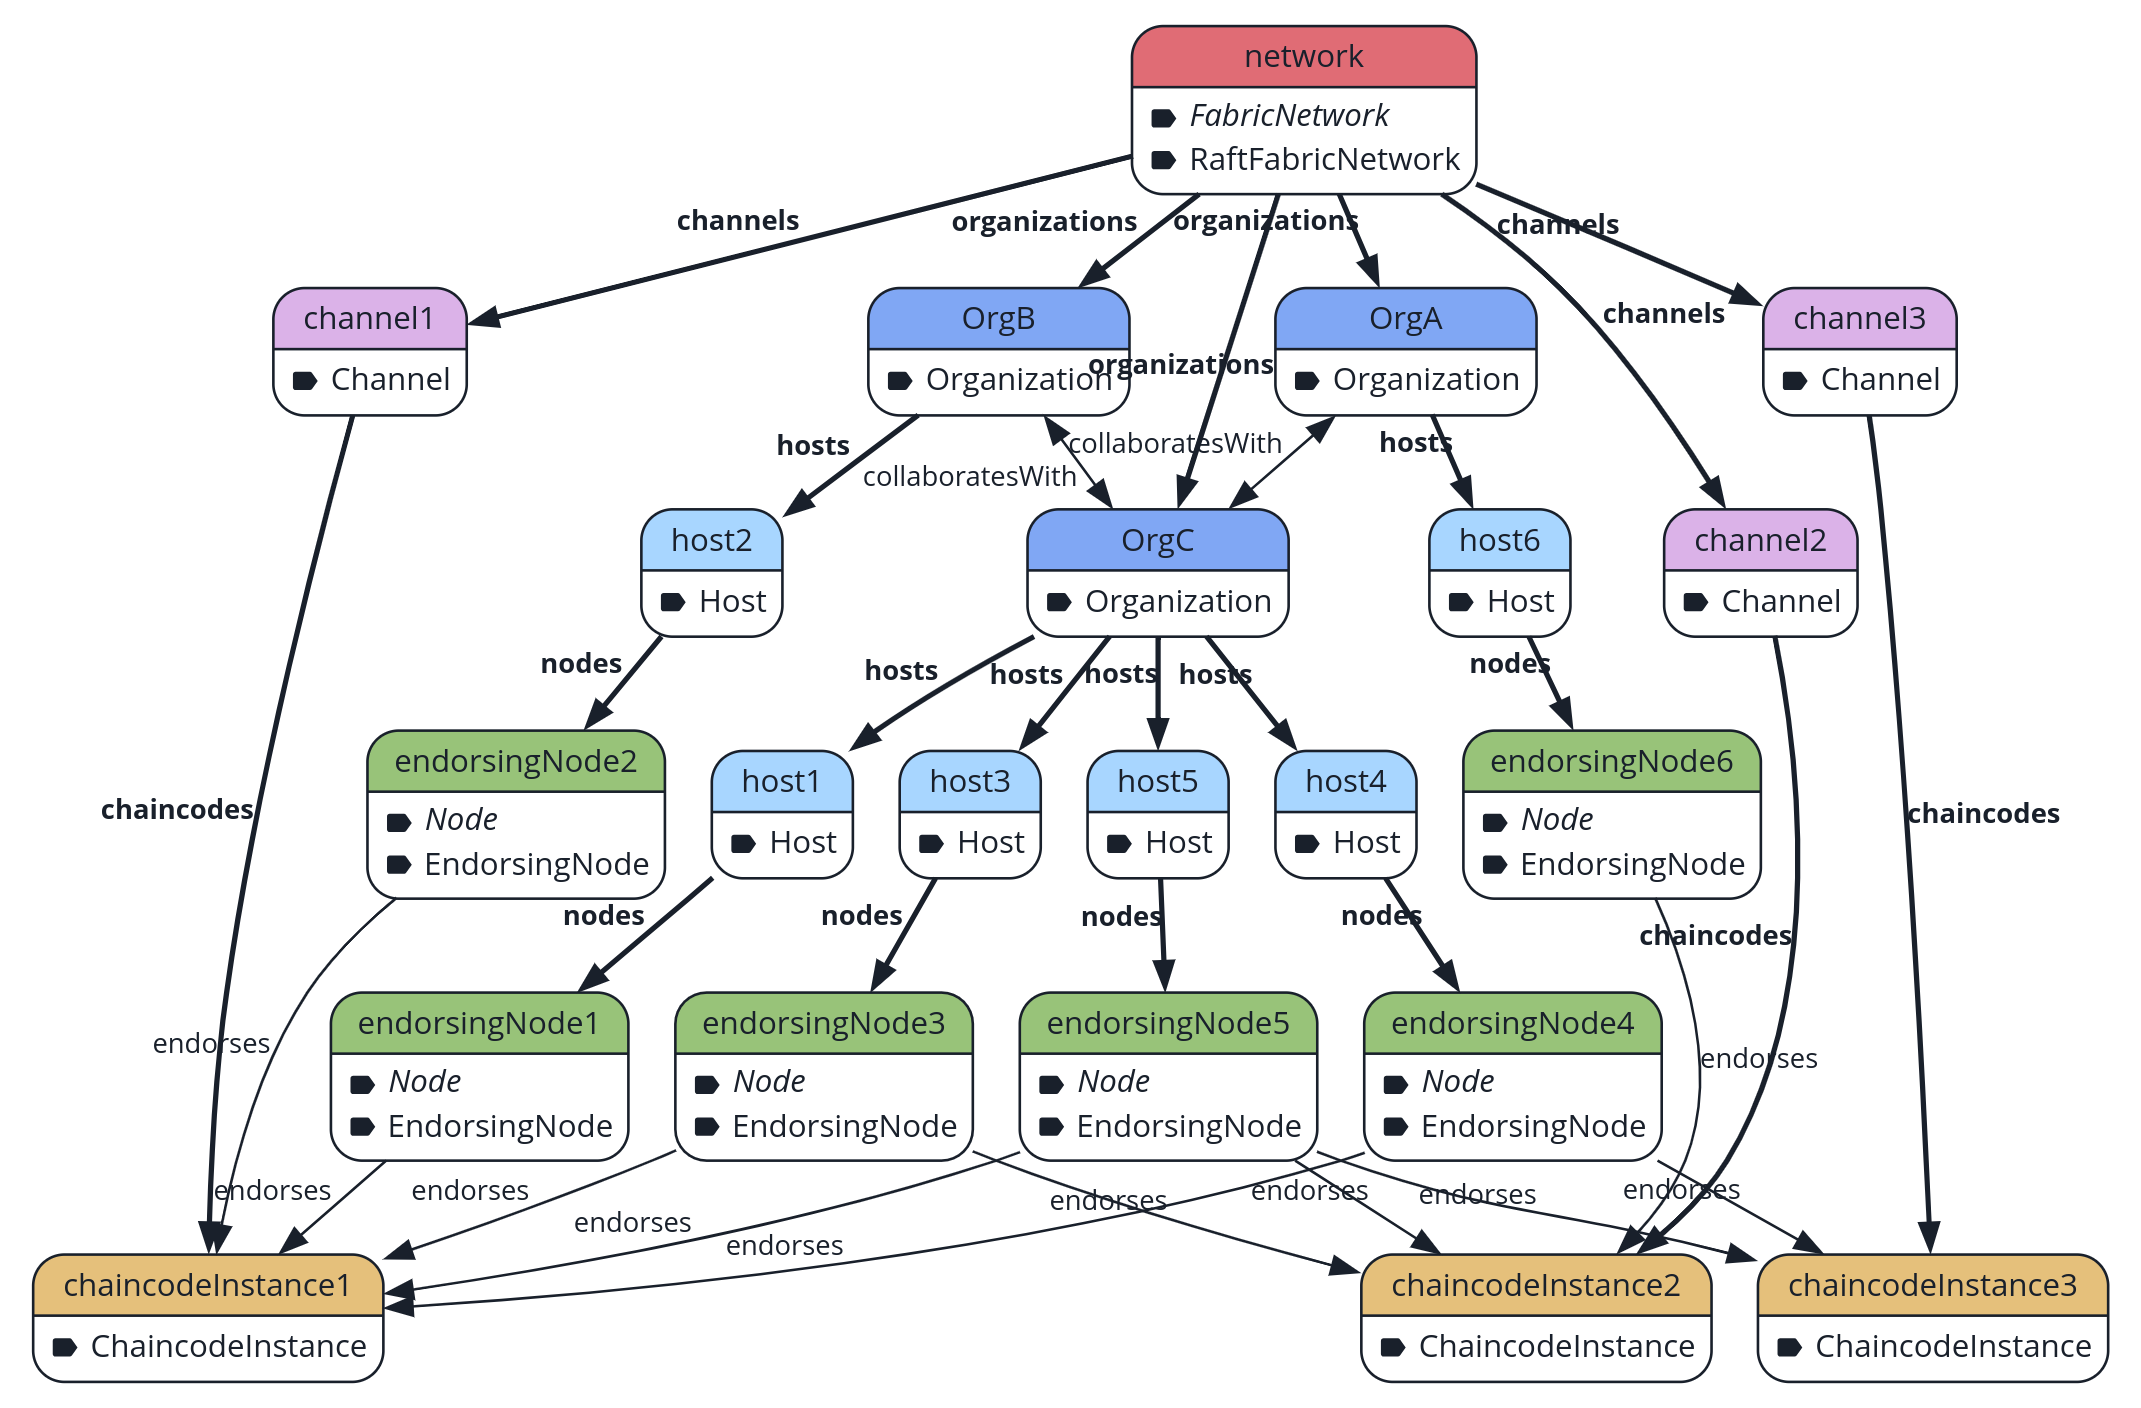 network
FabricNetwork
RaftFabricNetwork
channels
organizations
organizations
channels
channel1
Channel
OrgB
Organization
organizations
OrgA
Organization
channels
channel3
Channel
hosts
collaboratesWith
collaboratesWith
hosts
host2
Host
OrgC
Organization
host6
Host
channel2
Channel
nodes
hosts
hosts
hosts
hosts
nodes
endorsingNode2
Node
EndorsingNode
host1
Host
host3
Host
host5
Host
host4
Host
endorsingNode6
Node
EndorsingNode
chaincodes
chaincodes
nodes
nodes
nodes
nodes
chaincodes
endorses
endorsingNode1
Node
EndorsingNode
endorsingNode3
Node
EndorsingNode
endorsingNode5
Node
EndorsingNode
endorsingNode4
Node
EndorsingNode
endorses
endorses
endorses
endorses
endorses
endorses
endorses
endorses
endorses
chaincodeInstance1
ChaincodeInstance
chaincodeInstance2
ChaincodeInstance
chaincodeInstance3
ChaincodeInstance